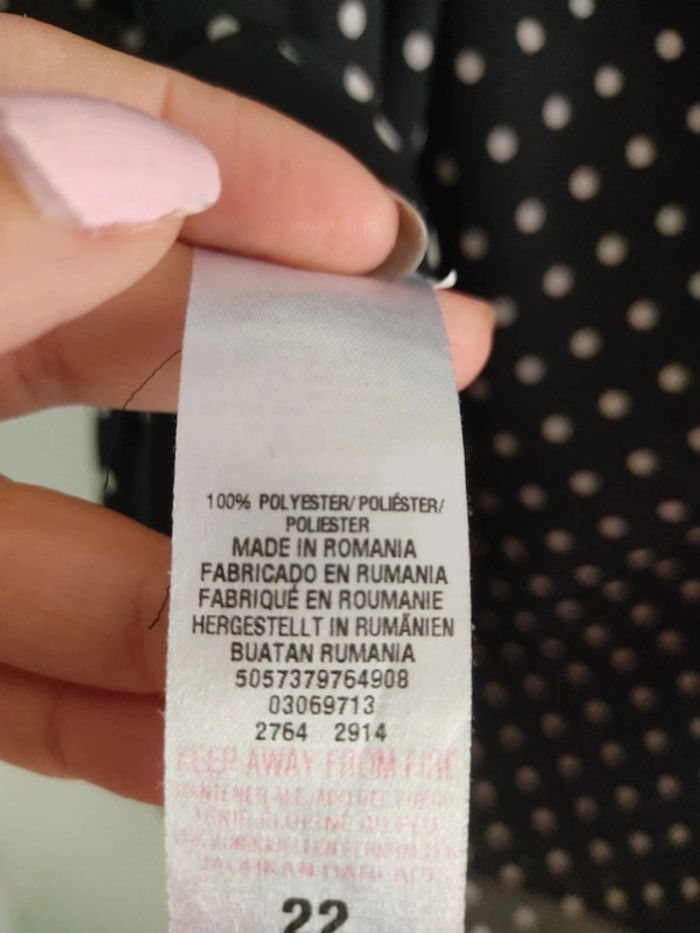 100% POLYESTER/POLIÉSTER/
POLIESTER
MADE IN ROMANIA
FABRICADO EN RUMANIA
FABRIQUÉ EN ROUMANIE
HERGESTELLT IN RUMÄNIEN
BUATAN RUMANIA
5057379764908
03069713
2764 2914
KEEP AWAY FROM FIRE
22